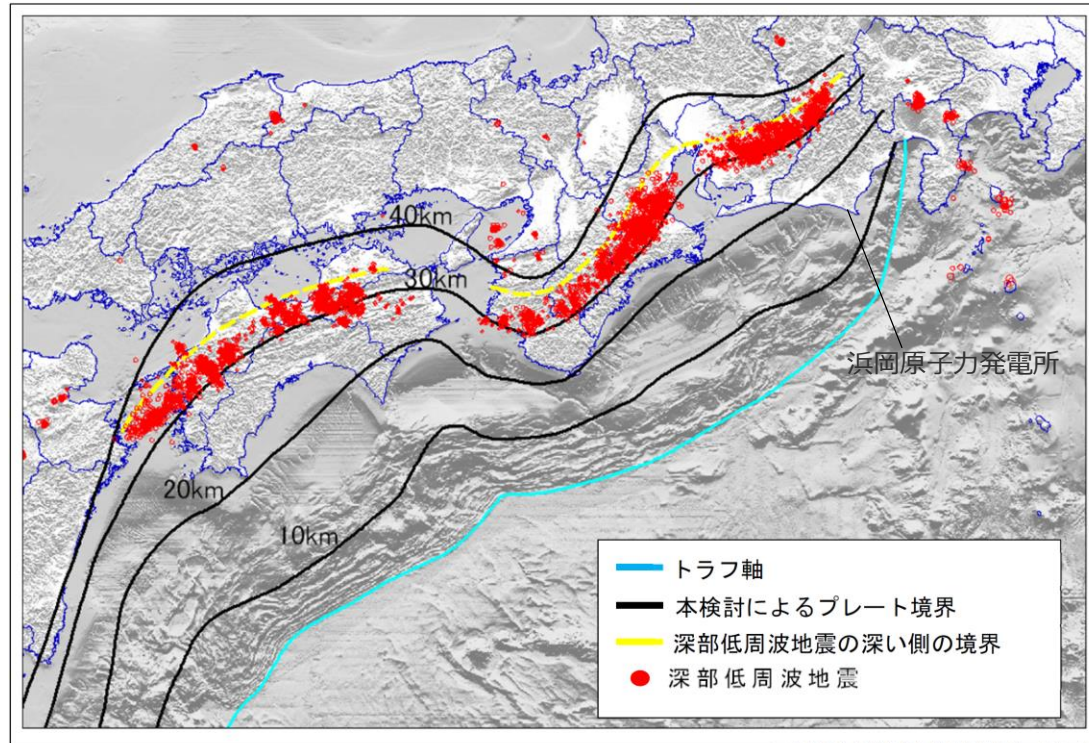 40km
30km
浜岡原子力発電所
20km
10km
トラフ軸
本検討によるプレート境界
深部低周波地震の深い側の境界
深部低周波地震